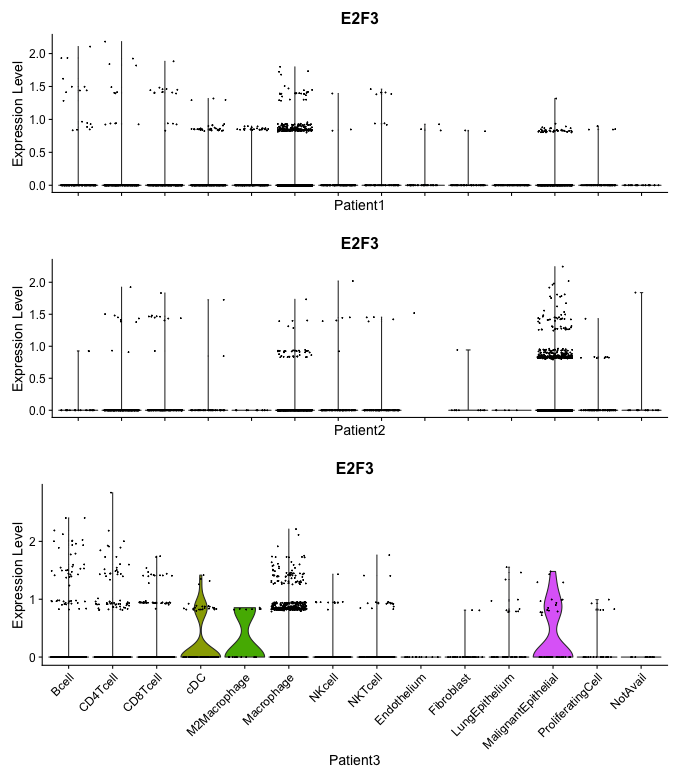 E2F3
Expression Level
2.0
1.5
1.0
0.5
0.0
Patient1
E2F3
Expression Level
2.0
1.5
1.0
0.5
0.0
Patient2
E2F3
Expression Level
2
1
0
Bcell
CD4Tcell
CD8Tcell
cDC
M2Macrophage
Macrophage
NKcell
NKTcell
Endothelium
Fibroblast
LungEpithelium
MalignantEpithelial
ProliferatingCell
NotAvail
Patient3